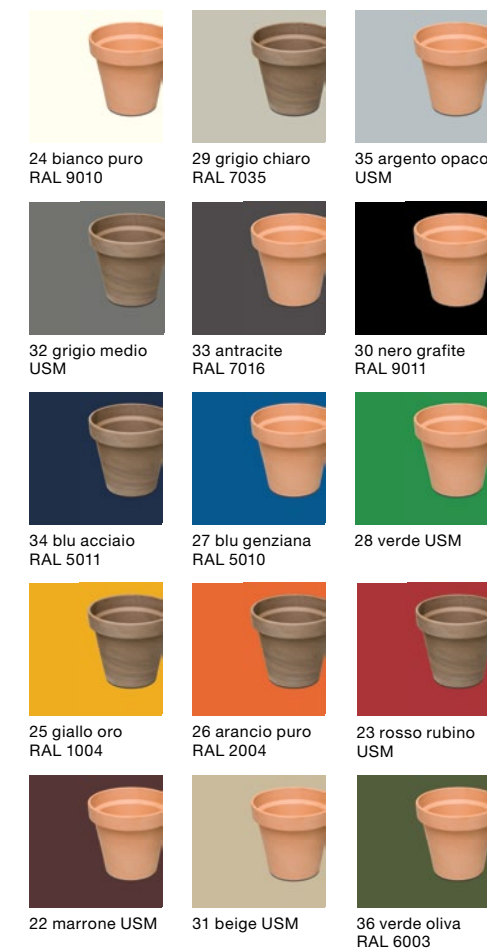 24 bianco puro
RAL 9010
29 grigio chiaro
RAL 7035
35 argento opaco
USM
32 grigio medio
USM
33 antracite
RAL 7016
30 nero grafite
RAL 9011
34 blu acciaio
RAL 5011
27 blu genziana
RAL 5010
28 verde USM
25 giallo oro
RAL 1004
26 arancio puro
RAL 2004
23 rosso rubino
USM
22 marrone USM
31 beige USM
36 verde oliva
RAL 6003